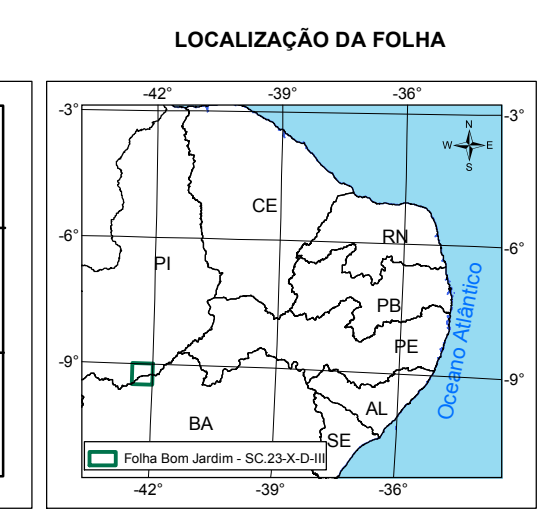 LOCALIZAÇÃO DA FOLHA
-42° -39° -36°
-3° -3°
N
W E
S
CE
RN
-6° -6°
PI
PB
PE
-9° -9°
Oceano Atlântico
AL
BA
SE
Folha Bom Jardim - SC.23-X-D-III
-42° -39° -36°